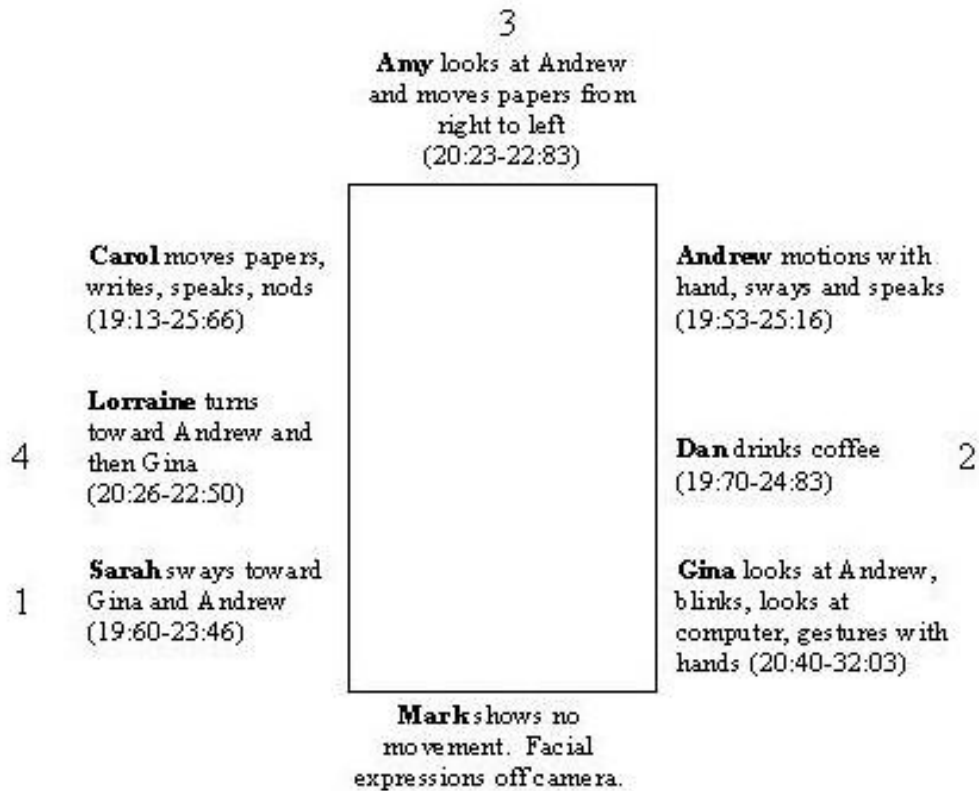 3
Amy looks at Andrew
and moves papers from
right to left
(20:23-22:83)
Carol moves papers,
writes, speaks, nods
(19:13-25:66)
Andrew motions with
hand, sways and speaks
(19:53-25:16)
4
Lorraine turns
toward Andrew and
then Gina
(20:26-22:50)
Dan drinks coffee
(19:70-24:83)
2
1
Sarah sways toward
Gina and Andrew
(19:60-23:46)
Gina looks at Andrew,
blinks, looks at
computer, gestures with
hands (20:40-32:03)
Mark shows no
movement. Facial
expressions off camera.